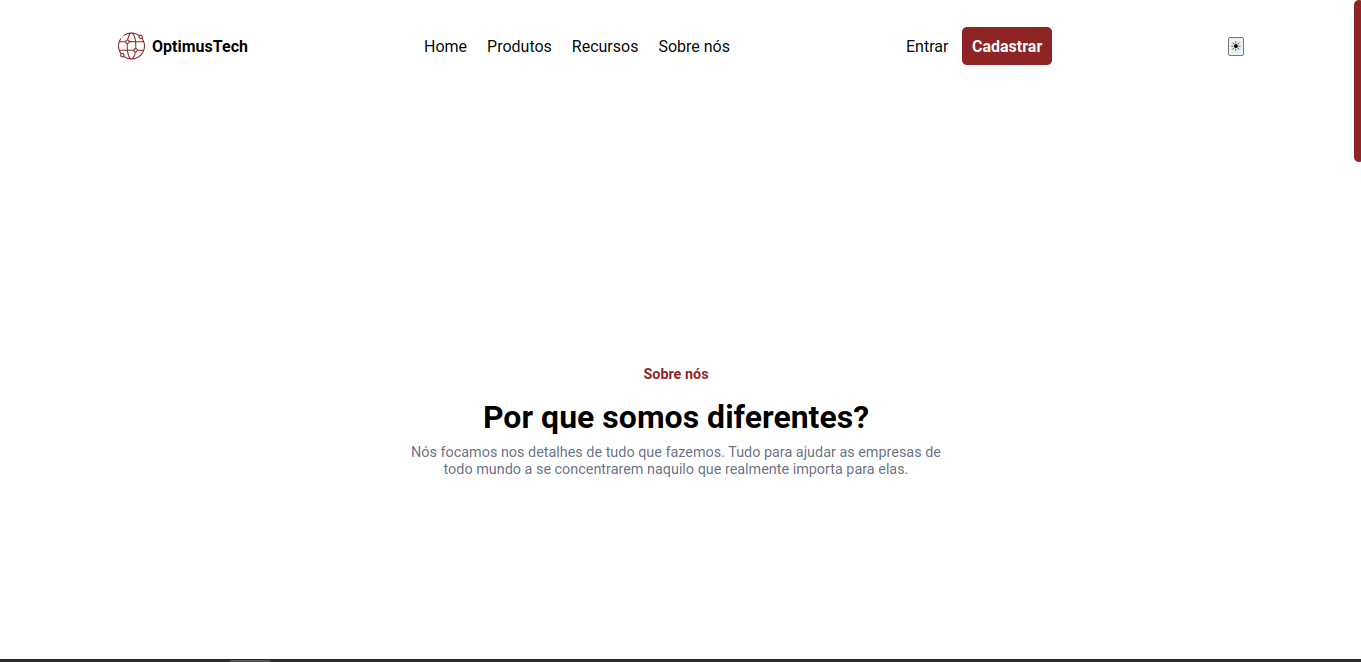 OptimusTech
Home Produtos Recursos Sobre nós
Entrar Cadastrar
Sobre nós
Por que somos diferentes?
Nós focamos nos detalhes de tudo que fazemos. Tudo para ajudar as empresas de
todo mundo a se concentrarem naquilo que realmente importa para elas.